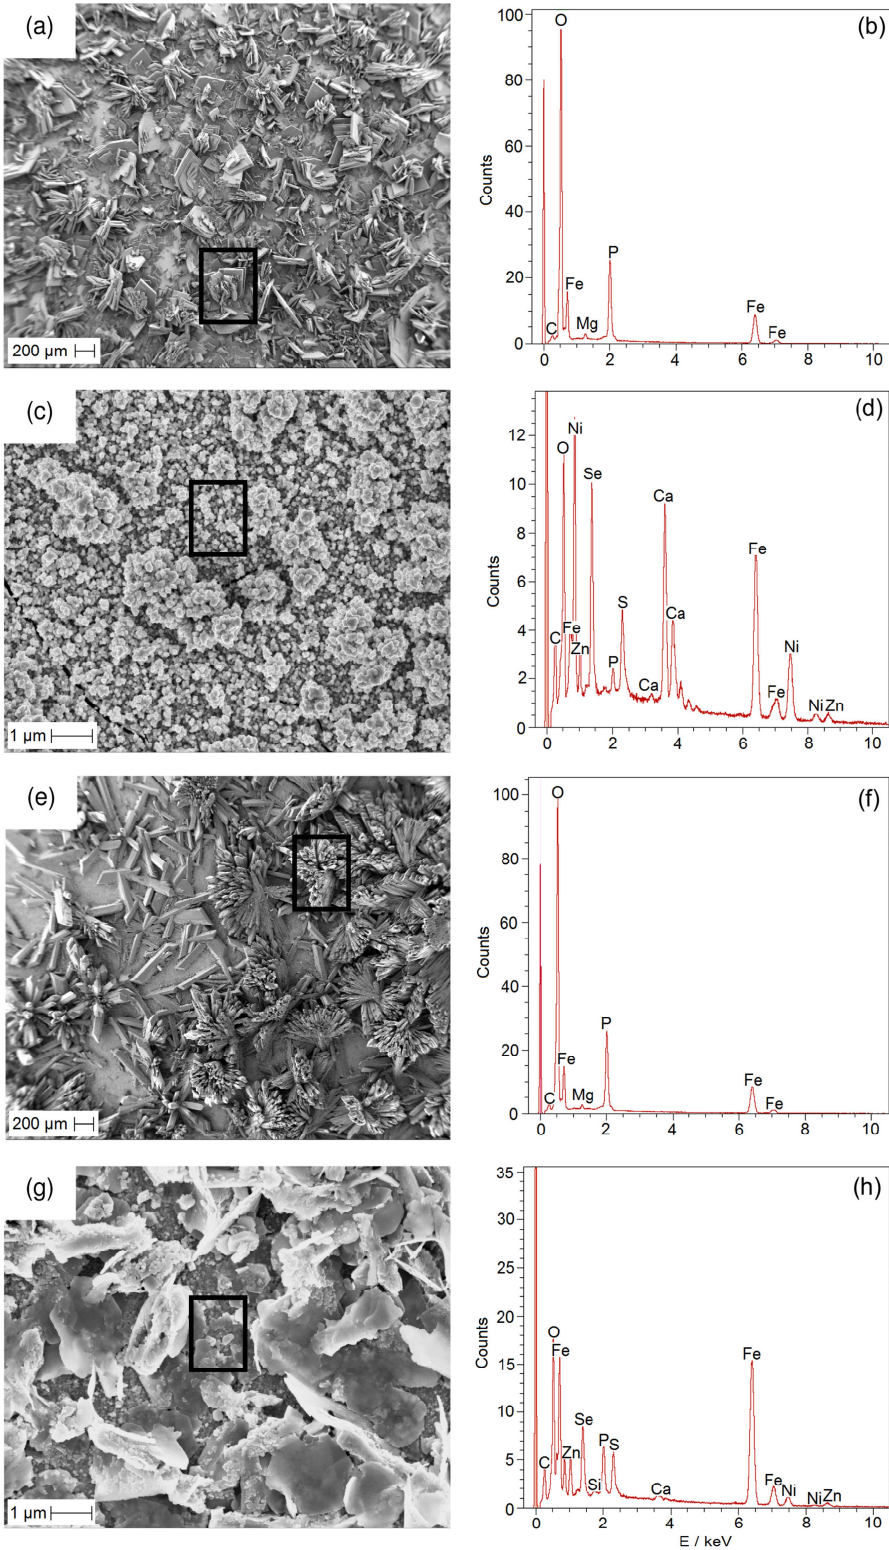 (a)
200 µm
(b)
100
80
60
40
20
0
Counts
O
Fe
C
Mg
P
Fe
Fe
0 2 4 6 8 10
(c)
1 µm
(d)
12
10
8
6
4
2
0
Counts
Ni
O
Se
Ca
Fe
S
Ca
Fe
C
Zn
P
Ca
Ni
Fe
Ni Zn
0 2 4 6 8 10
(e)
200 µm
(f)
100
80
60
40
20
0
Counts
O
P
Fe
C
Mg
Fe
Fe
0 2 4 6 8 10
(g)
1 µm
(h)
35
30
25
20
15
10
5
0
Counts
O
Fe
Fe
Se
P S
Zn
C
Si
Ca
Fe
Ni
Ni Zn
0 2 4 6 8 10
E / keV